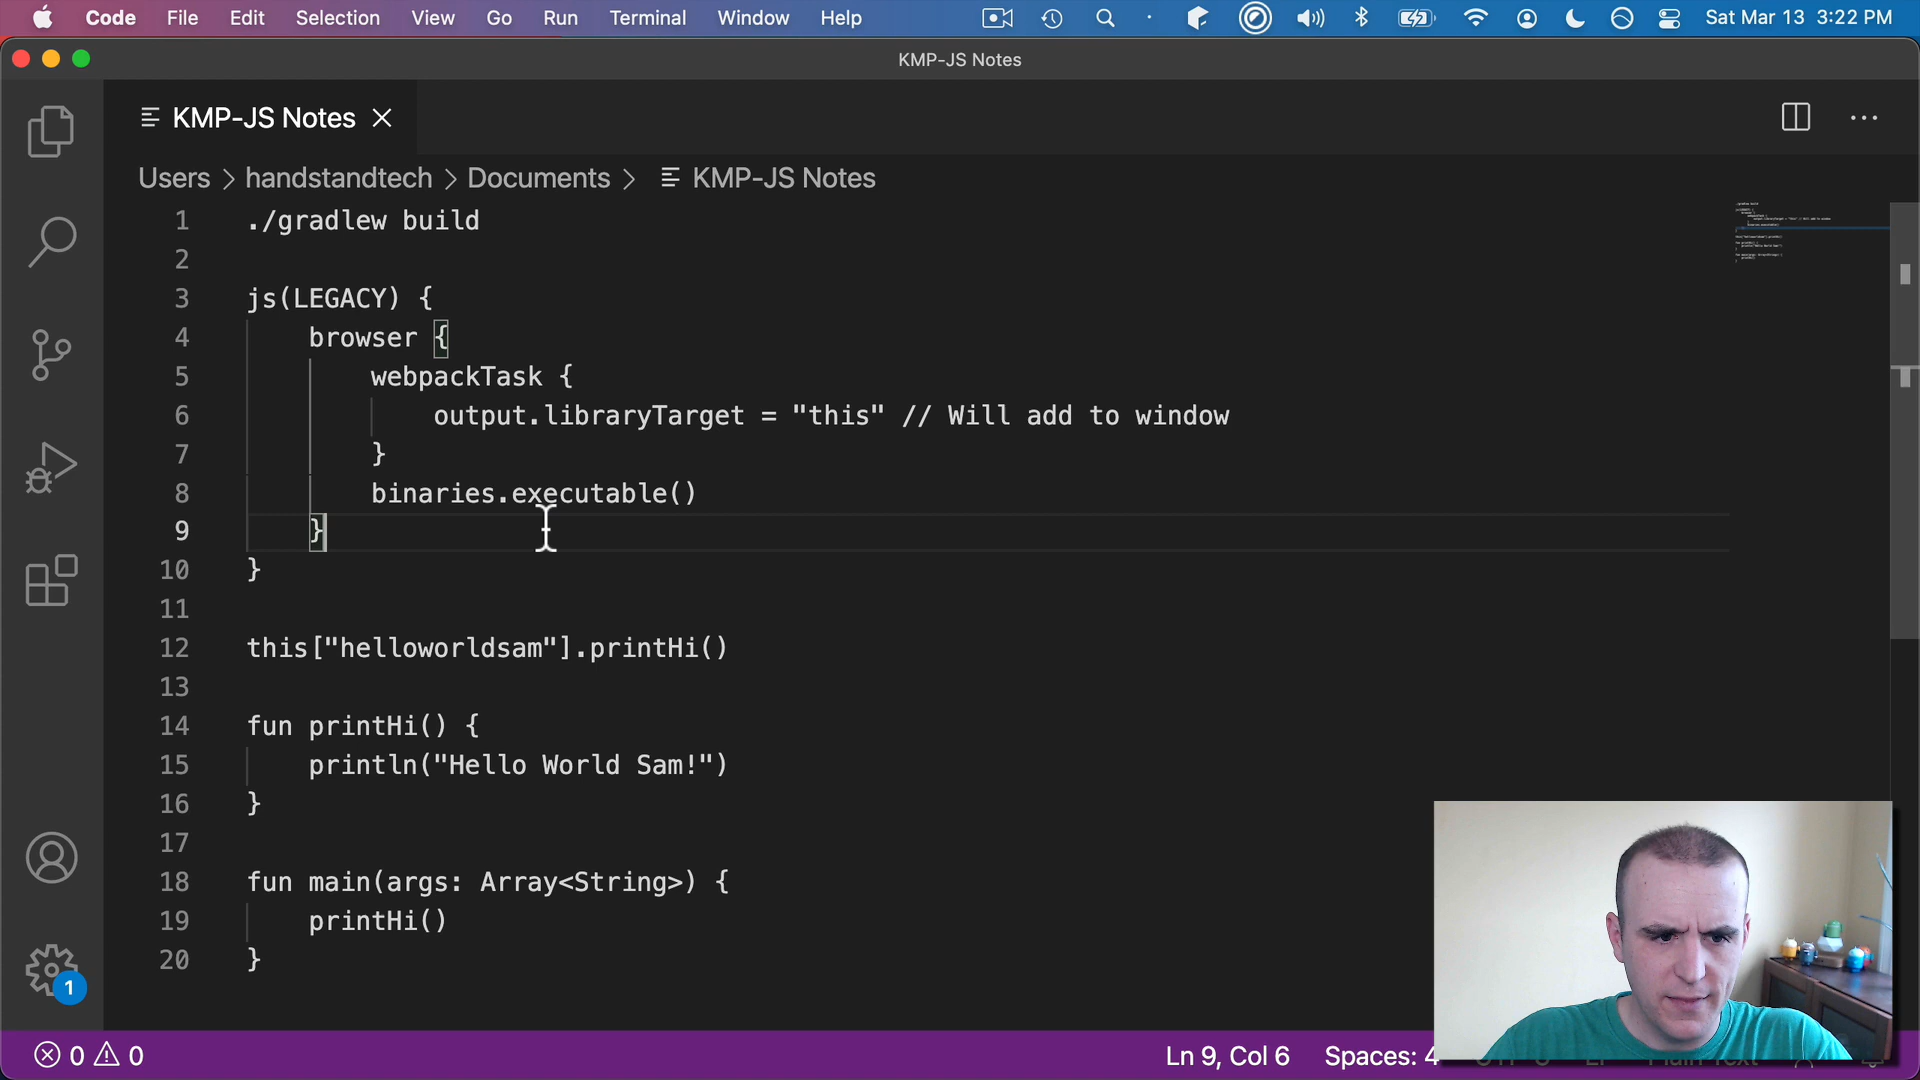 Code File Edit Selection View Go Run Terminal Window Help Sat Mar 13 3:22 PM
KMP-JS Notes
KMP-JS Notes
Users > handstandtech > Documents > KMP-JS Notes
1 ./gradlew build
2
3 js(LEGACY) {
4 browser {
5 webpackTask {
6 output.libraryTarget = "this" // Will add to window
7 }
8 binaries.executable()
9 }
10 }
11
12 this["helloworldsam"].printHi()
13
14 fun printHi() {
15 println("Hello World Sam!")
16 }
17
18 fun main(args: Array<String>) {
19 printHi()
20 }
1
0 0 Ln 9, Col 6 Spaces: 4